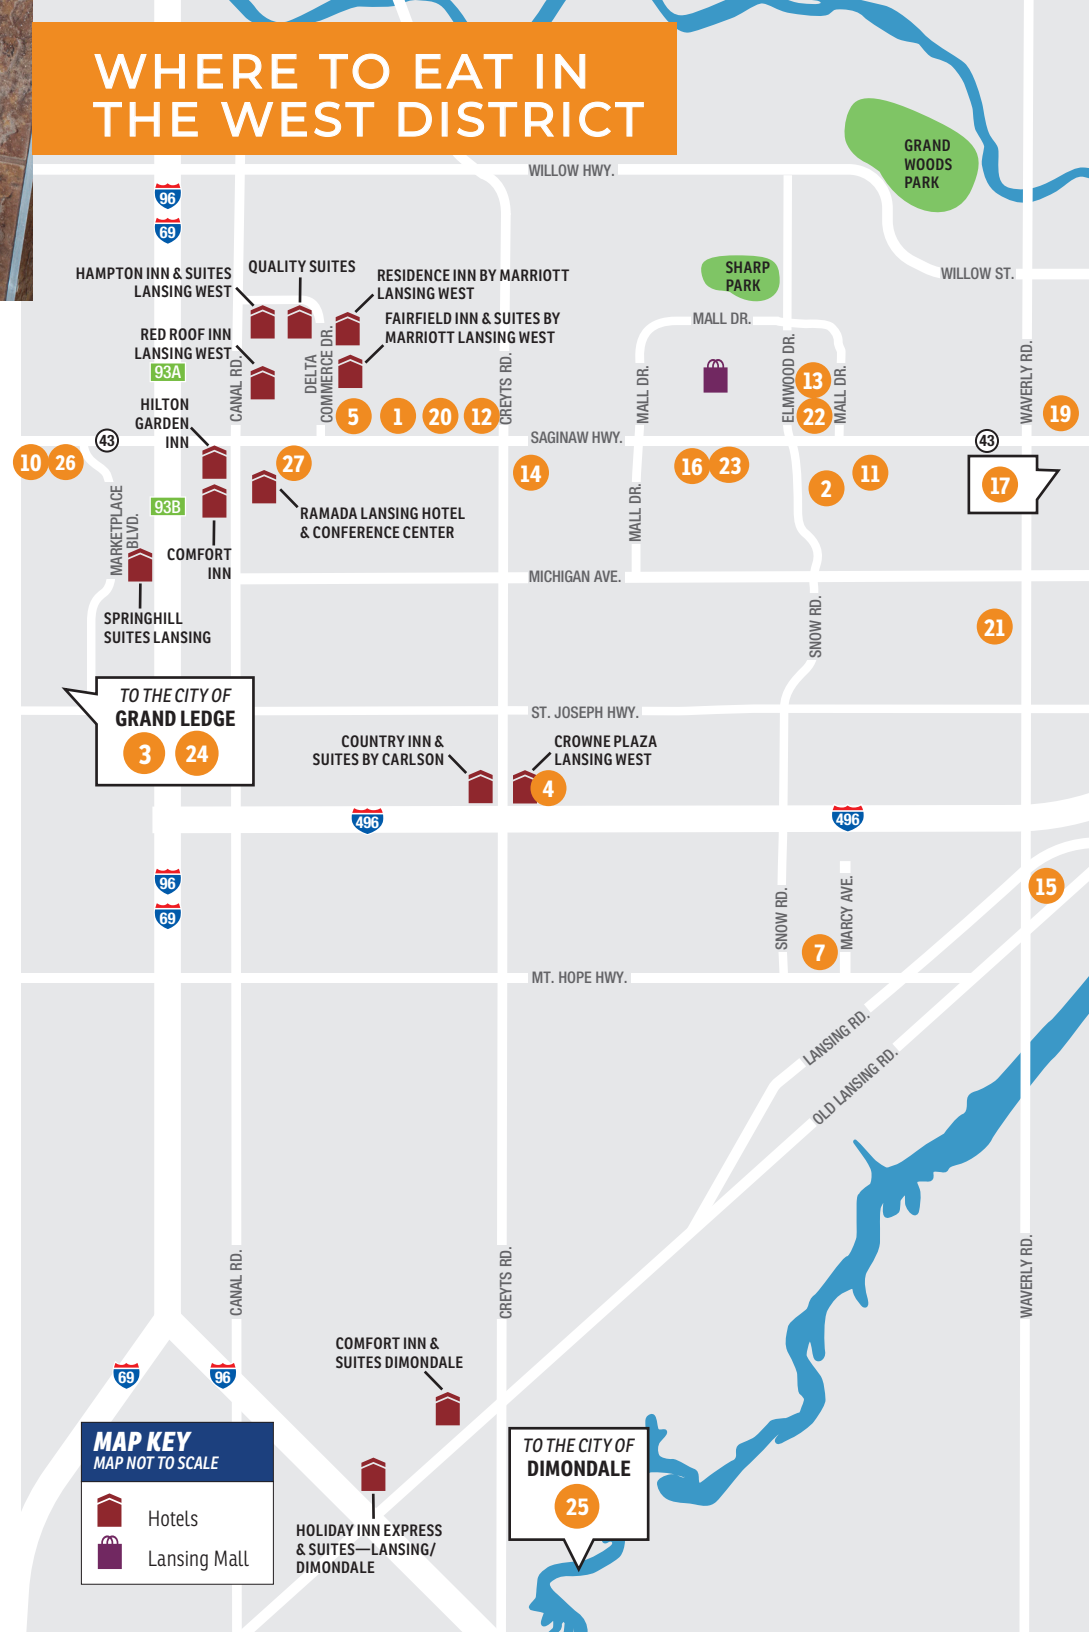 WHERE TO EAT IN
THE WEST DISTRICT
GRAND
WOODS
PARK
WILLOW HWY.
96
69
WILLOW ST.
QUALITY SUITES
HAMPTON INN & SUITES
LANSING WEST
RESIDENCE INN BY MARRIOTT
LANSING WEST
SHARP
PARK
FAIRFIELD INN & SUITES BY
MARRIOTT LANSING WEST
MALL DR.
RED ROOF INN
LANSING WEST
93A
CANAL RD.
DELTA
COMMERCE DR.
CREYTS RD.
MALL DR.
ELMWOOD DR.
MALL DR.
WAVERLY RD.
13
22
19
5
1
20
12
HILTON
GARDEN
INN
43
SAGINAW HWY.
43
10
26
27
14
16
23
2
11
17
93B
MARKETPLACE
BLVD.
RAMADA LANSING HOTEL
& CONFERENCE CENTER
MALL DR.
COMFORT
INN
MICHIGAN AVE.
SPRINGHILL
SUITES LANSING
SNOW RD.
21
TO THE CITY OF
GRAND LEDGE
3
24
ST. JOSEPH HWY.
COUNTRY INN &
SUITES BY CARLSON
CROWNE PLAZA
LANSING WEST
4
496
496
96
69
15
SNOW RD.
MARCY AVE.
7
MT. HOPE HWY.
LANSING RD.
OLD LANSING RD.
CANAL RD.
CREYTS RD.
WAVERLY RD.
COMFORT INN &
SUITES DIMONDALE
69
96
MAP KEY
MAP NOT TO SCALE
Hotels
Lansing Mall
TO THE CITY OF
DIMONDALE
25
HOLIDAY INN EXPRESS
& SUITES—LANSING/
DIMONDALE